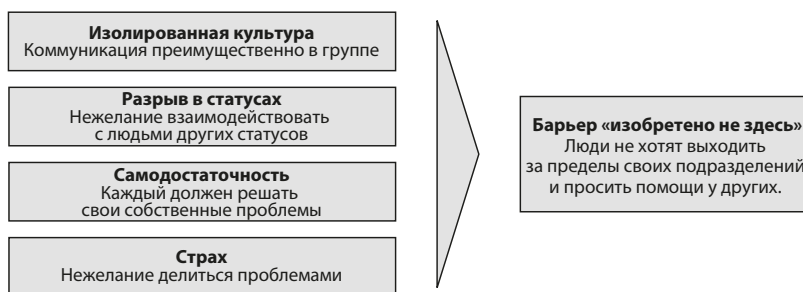 Изолированная культура
Коммуникация преимущественно в группе
Разрыв в статусах
Нежелание взаимодействовать
с людьми других статусов
Самодостаточность
Каждый должен решать
свои собственные проблемы
Страх
Нежелание делиться проблемами
Барьер «изобретено не здесь»
Люди не хотят выходить
за пределы своих подразделений
и просить помощи у других.